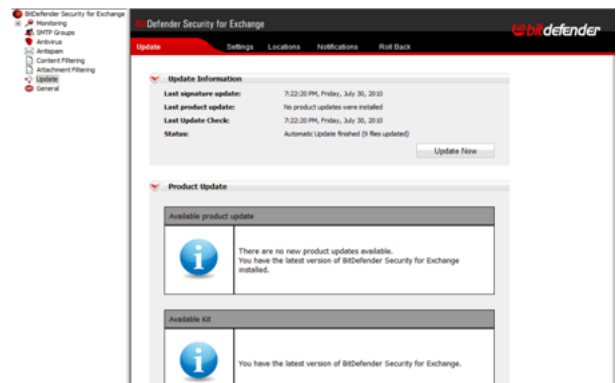 BitDefender Security for Exchange
Monitoring
SMTP Groups
Antivirus
Antispam
Content Filtering
Attachment Filtering
Update
General
BitDefender Security for Exchange
bitdefender
Update
Settings
Locations
Notifications
Roll Back
Update Information
Last signature update: 7:22:20 PM, Friday, July 30, 2010
Last product update: No product updates were installed
Last Update Check: 7:22:20 PM, Friday, July 30, 2010
Status: Automatic Update finished (9 files updated)
Update Now
Product Update
Available product update
There are no new product updates available.
You have the latest version of BitDefender Security for Exchange
installed.
Available Kit
You have the latest version of BitDefender Security for Exchange.